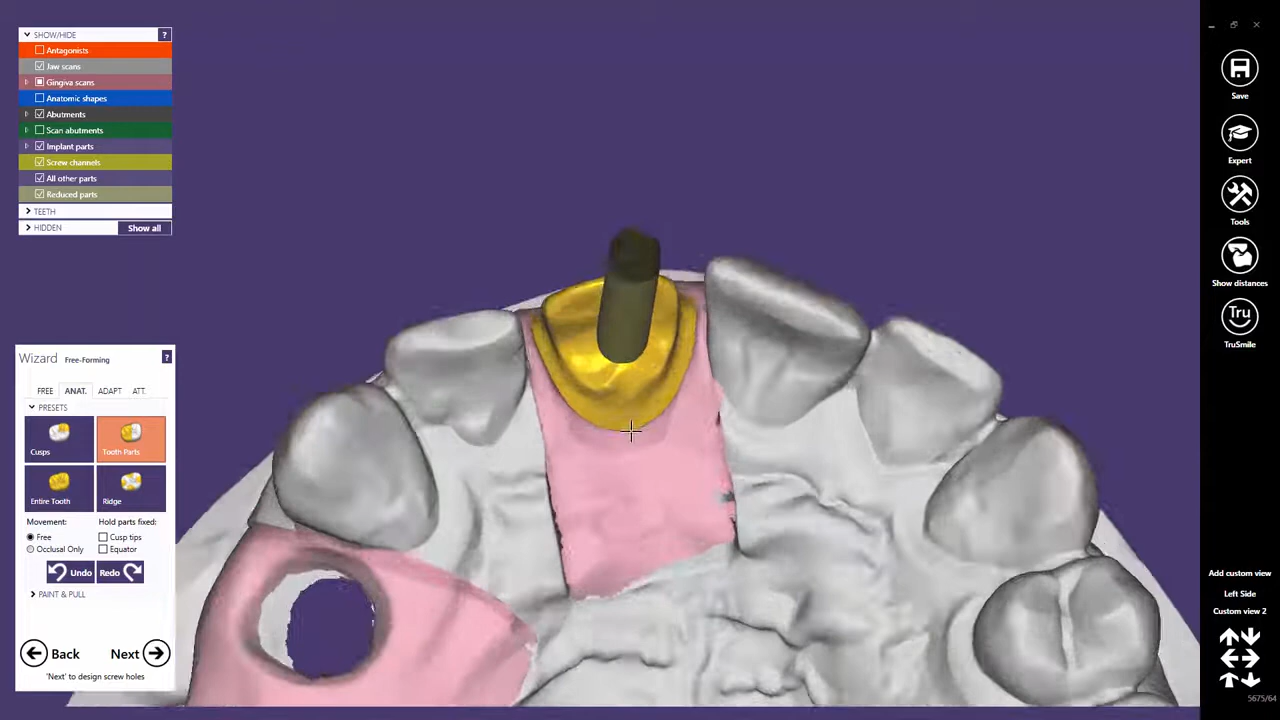 SHOW/HIDE ?
Antagonists
Jaw scans
Gingiva scans
Anatomic shapes
Abutments
Scan abutments
Implant parts
Screw channels
All other parts
Reduced parts
TEETH
HIDDEN Show all
Wizard Free-Forming ?
FREE ANAT. ADAPT ATT.
PRESETS
Cusps Tooth Parts
Entire Tooth Ridge
Movement: Hold parts fixed:
Free Cusp tips
Occlusal Only Equator
Undo Redo
PAINT & PULL
Back Next
'Next' to design screw holes
Save
Expert
Tools
Show distances
Tru
TruSmile
Add custom view
Left Side
Custom view 2
5675/64